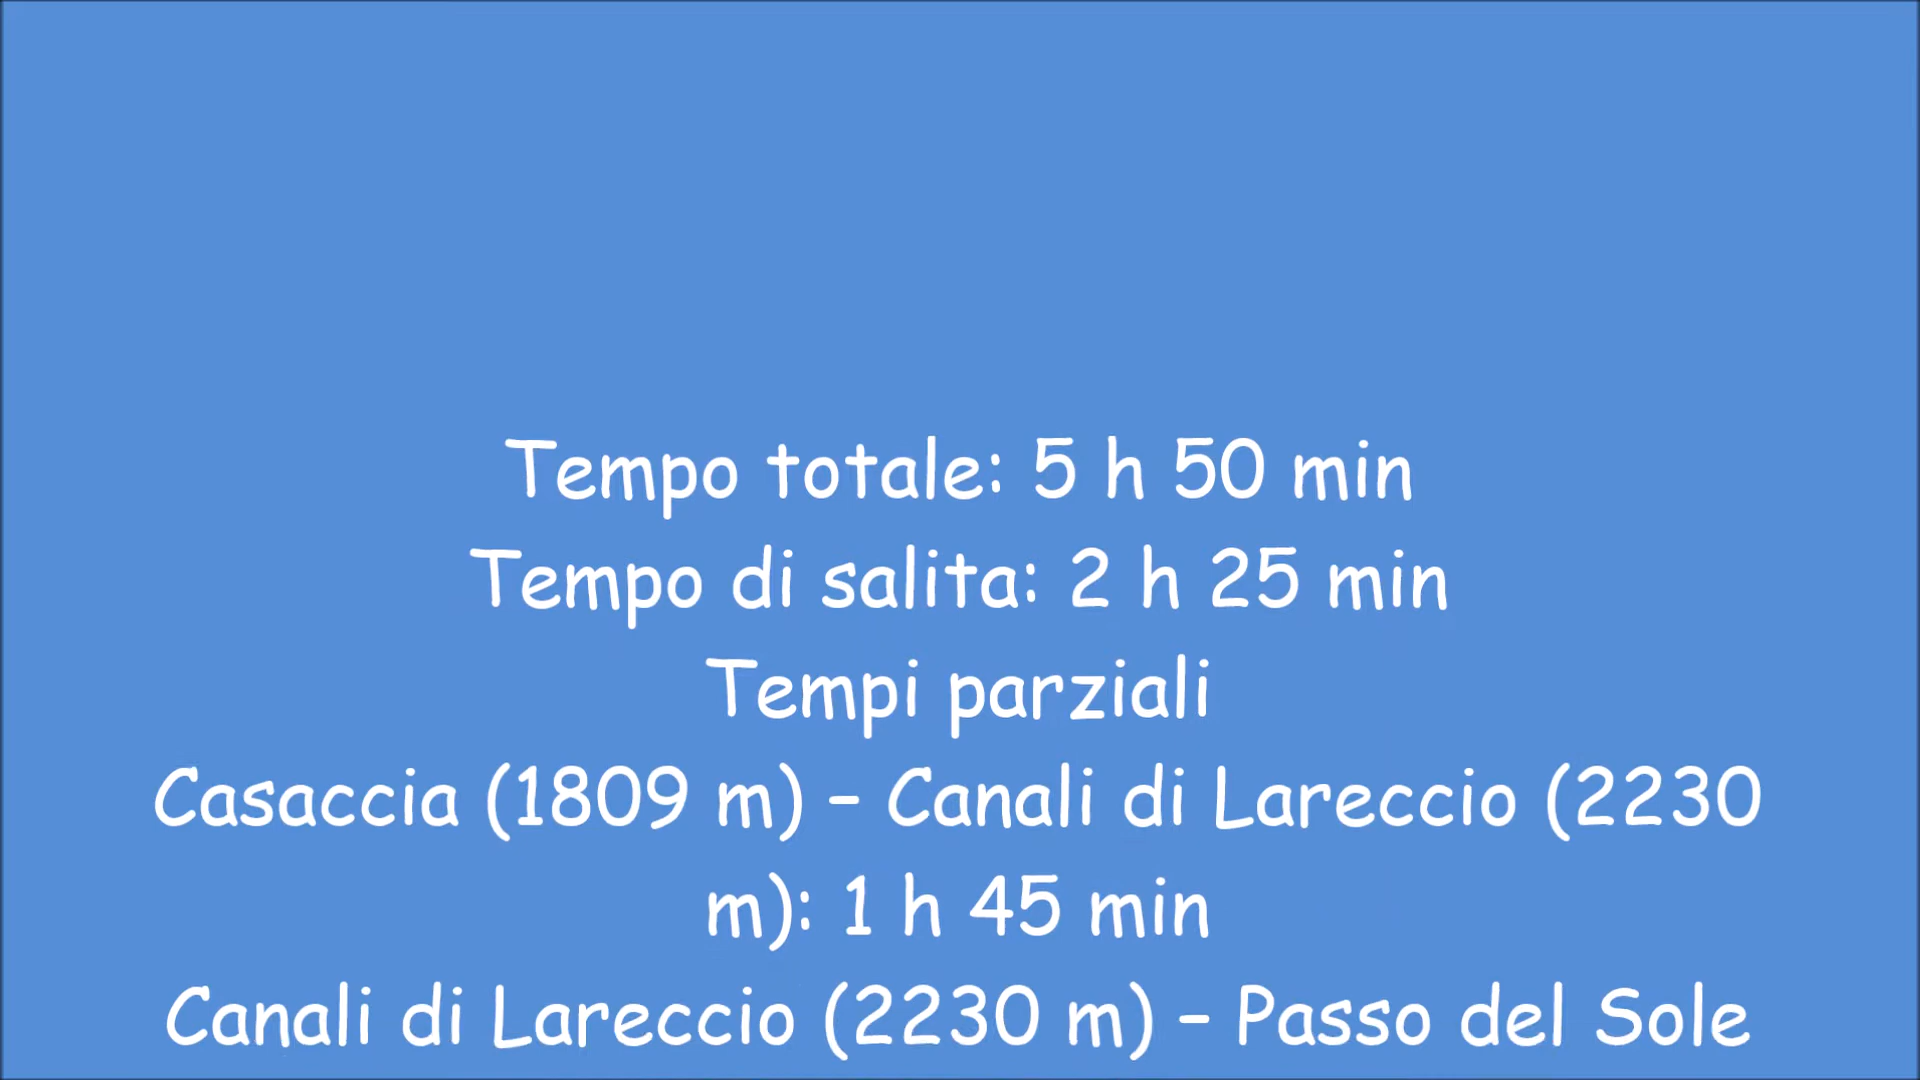 Tempo totale: 5 h 50 min
Tempo di salita: 2 h 25 min
Tempi parziali
Casaccia (1809 m) – Canali di Lareccio (2230
m): 1 h 45 min
Canali di Lareccio (2230 m) – Passo del Sole